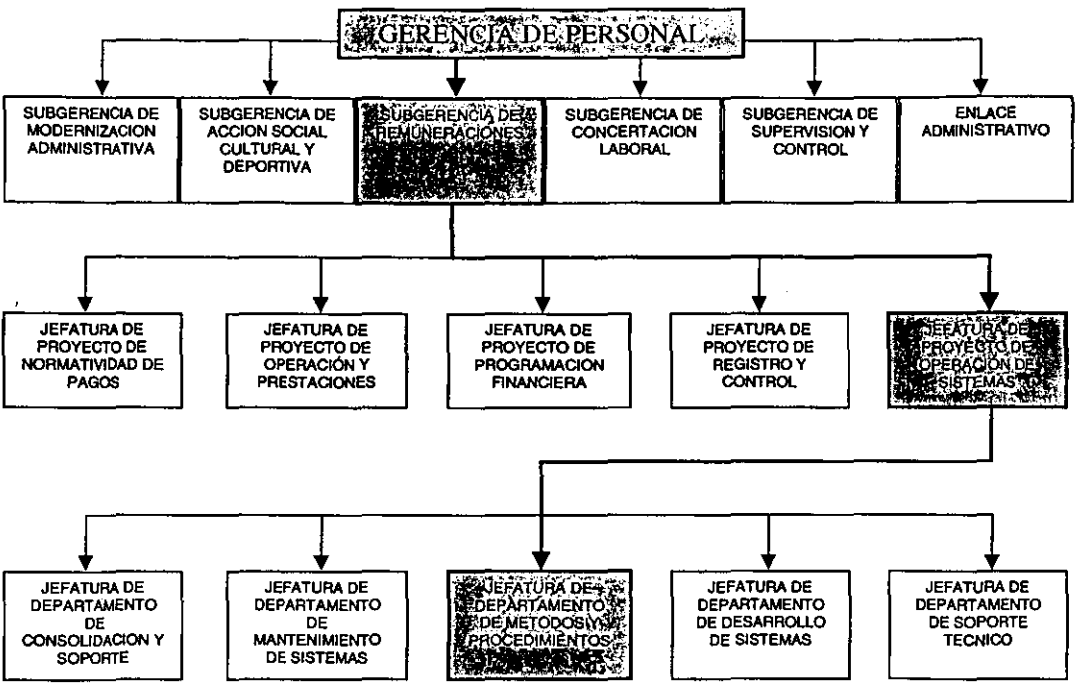 GERENCIA DE PERSONAL
SUBGERENCIA DE
MODERNIZACION
ADMINISTRATIVA
SUBGERENCIA DE
ACCION SOCIAL
CULTURAL Y
DEPORTIVA
SUBGERENCIA DE
REMUNERACIONES
SUBGERENCIA DE
CONCERTACION
LABORAL
SUBGERENCIA DE
SUPERVISION Y
CONTROL
ENLACE
ADMINISTRATIVO
JEFATURA DE
PROYECTO DE
NORMATIVIDAD DE
PAGOS
JEFATURA DE
PROYECTO DE
OPERACIÓN Y
PRESTACIONES
JEFATURA DE
PROYECTO DE
PROGRAMACION
FINANCIERA
JEFATURA DE
PROYECTO DE
REGISTRO Y
CONTROL
JEFATURA DE
PROYECTO DE
OPERACIÓN DE
SISTEMAS
JEFATURA DE
DEPARTAMENTO
DE
CONSOLIDACION Y
SOPORTE
JEFATURA DE
DEPARTAMENTO
DE
MANTENIMIENTO
DE SISTEMAS
JEFATURA DE
DEPARTAMENTO
DE METODOS Y
PROCEDIMIENTOS
JEFATURA DE
DEPARTAMENTO
DE DESARROLLO
DE SISTEMAS
JEFATURA DE
DEPARTAMENTO
DE SOPORTE
TECNICO